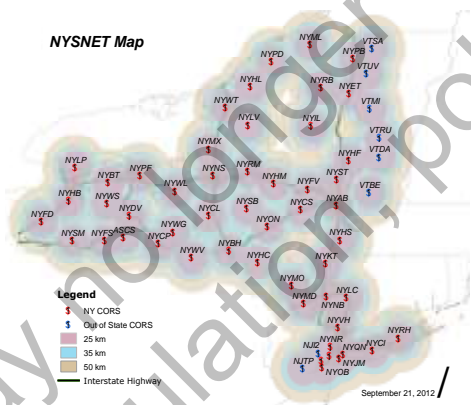 NYSNET Map
NYML
VTSA
NYPD
NYPB
VTUV
NYHL
NYRB
NYET
NYWT
VTMI
NYLV
NYIL
VTRU
NYMX
NYHF
VTDA
NYLP
NYBT
NYPF
NYNS
NYRM
NYHM
NYST
NYWL
NYFV
VTBE
NYHB
NYWS
NYDV
NYCL
NYSB
NYCS
NYAB
NYFD
NYSM
NYFS
ASCS
NYWG
NYCP
NYON
NYHS
NYWV
NYBH
NYHC
NYKT
NYMO
NYMD
NYLC
NYNB
NYVH
NYRH
NJI2
NYNR
NYQN
NYCI
NJTP
NYJM
NYOB
Legend
NY CORS
Out of State CORS
25 km
35 km
50 km
Interstate Highway
September 21, 2012
no longer